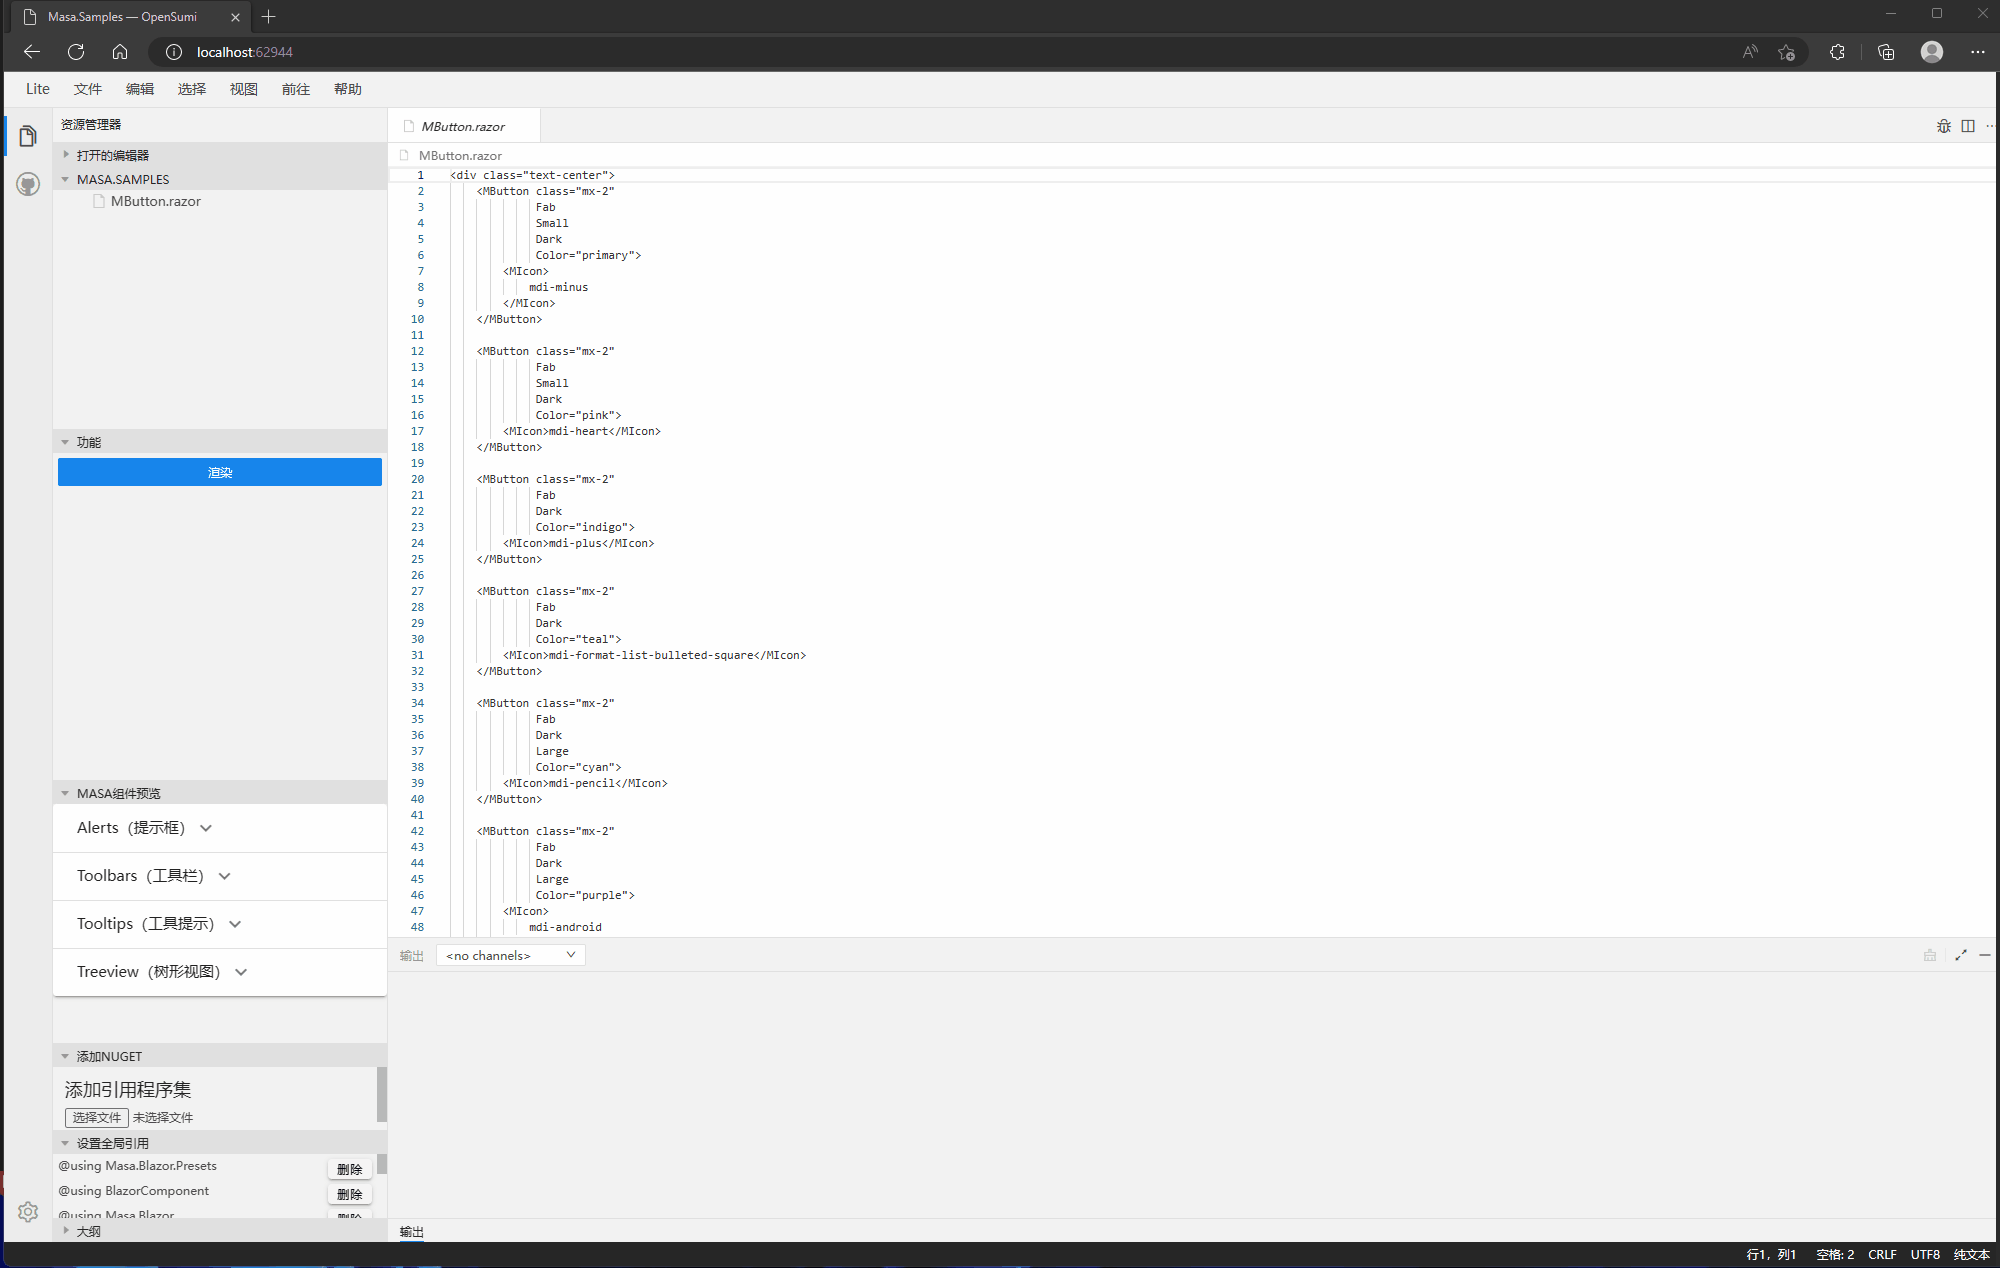 Masa.Samples — OpenSumi
localhost:62944
Lite 文件 编辑 选择 视图 前往 帮助
资源管理器
打开的编辑器
MASA.SAMPLES
MButton.razor
功能
渲染
MASA组件预览
Alerts（提示框）
Toolbars（工具栏）
Tooltips（工具提示）
Treeview（树形视图）
添加NUGET
添加引用程序集
选择文件 未选择文件
设置全局引用
@using Masa.Blazor.Presets 删除
@using BlazorComponent 删除
@using Masa.Blazor 删除
大纲
MButton.razor
MButton.razor
1 <div class="text-center">
2 <MButton class="mx-2"
3 Fab
4 Small
5 Dark
6 Color="primary">
7 <MIcon>
8 mdi-minus
9 </MIcon>
10 </MButton>
11
12 <MButton class="mx-2"
13 Fab
14 Small
15 Dark
16 Color="pink">
17 <MIcon>mdi-heart</MIcon>
18 </MButton>
19
20 <MButton class="mx-2"
21 Fab
22 Dark
23 Color="indigo">
24 <MIcon>mdi-plus</MIcon>
25 </MButton>
26
27 <MButton class="mx-2"
28 Fab
29 Dark
30 Color="teal">
31 <MIcon>mdi-format-list-bulleted-square</MIcon>
32 </MButton>
33
34 <MButton class="mx-2"
35 Fab
36 Dark
37 Large
38 Color="cyan">
39 <MIcon>mdi-pencil</MIcon>
40 </MButton>
41
42 <MButton class="mx-2"
43 Fab
44 Dark
45 Large
46 Color="purple">
47 <MIcon>
48 mdi-android
输出 <no channels>
输出
行1，列1 空格: 2 CRLF UTF8 纯文本